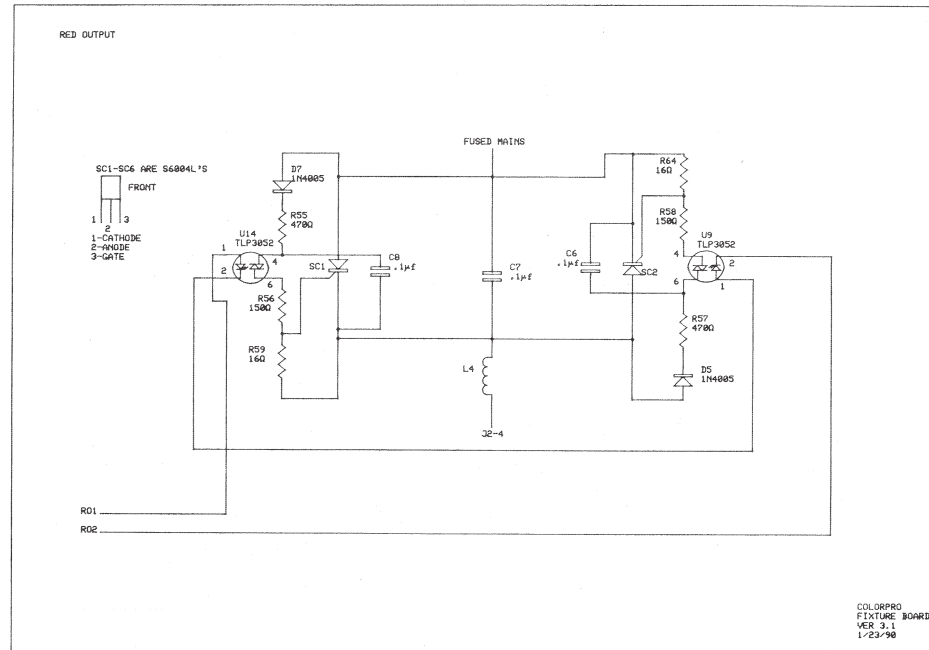 RED OUTPUT
FUSED MAINS
SC1-SC6 ARE S6004L'S
FRONT
1
2
3
1-CATHODE
2-ANODE
3-GATE
D7
1N4005
R55
470Ω
U14
TLP3052
1
2
4
6
SC1
C8
.1µf
R56
150Ω
R59
16Ω
C7
.1µf
L4
J2-4
R64
16Ω
R58
150Ω
U9
TLP3052
4
2
6
1
C6
.1µf
SC2
R57
470Ω
D5
1N4005
RO1
RO2
COLORPRO
FIXTURE BOARD
VER 3.1
1/23/90